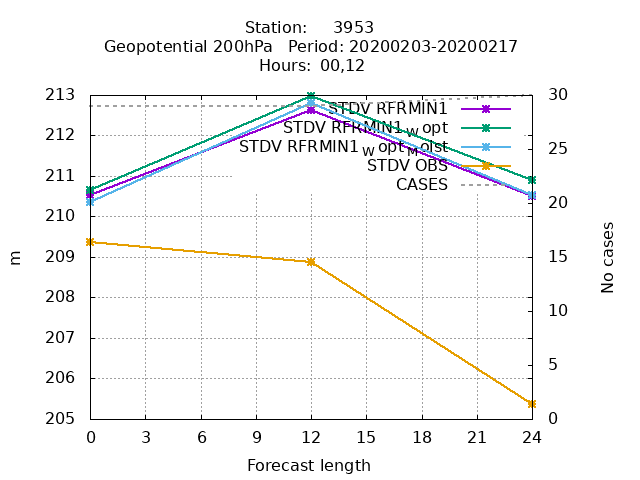 Station: 3953
Geopotential 200hPa Period: 20200203-20200217
Hours: 00,12
213
212
211
210
209
208
207
206
205
30
25
20
15
10
5
0
STDV RFRMIN1
STDV RFRMIN1_W opt
STDV RFRMIN1_W opt_Moist
STDV OBS
CASES
m
No cases
0 3 6 9 12 15 18 21 24
Forecast length